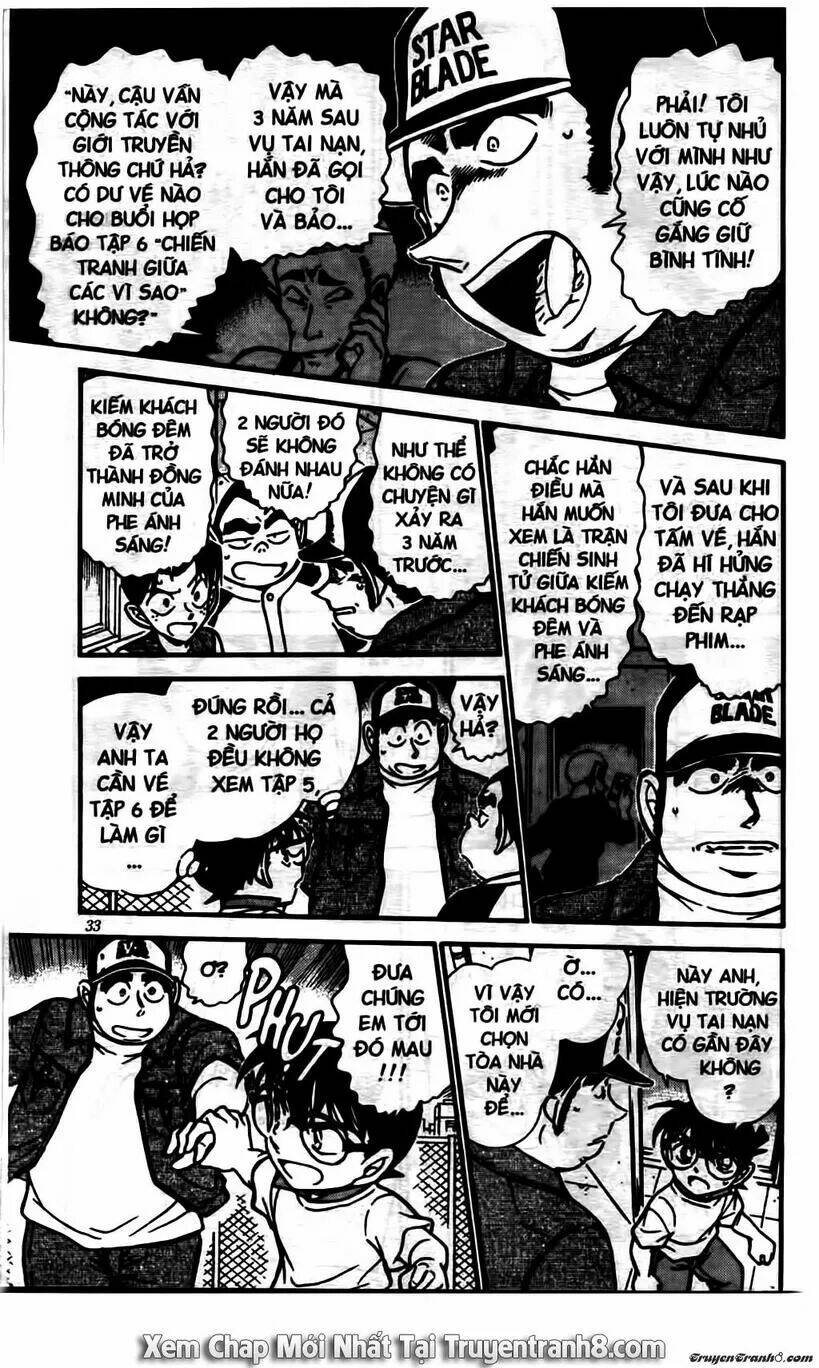 STAR
BLADE
PHẢI! TÔI
LUÔN TỰ NHỦ
VỚI MÌNH NHƯ
VẬY, LÚC NÀO
CŨNG CỐ
GẮNG GIỮ
BÌNH TĨNH!
VẬY MÀ
3 NĂM SAU
VỤ TAI NẠN,
HẮN ĐÃ GỌI
CHO TÔI
VÀ BẢO...
"NÀY, CẬU VẪN
CỘNG TÁC VỚI
GIỚI TRUYỀN
THÔNG CHỨ HẢ?
CÓ DƯ VÉ NÀO
CHO BUỔI HỌP
BÁO TẬP 6 "CHIẾN
TRANH GIỮA
CÁC VÌ SAO"
KHÔNG?"
VÀ SAU KHI
TÔI ĐƯA CHO
TẤM VÉ, HẮN
ĐÃ HÍ HỬNG
CHẠY THẲNG
ĐẾN RẠP
PHIM...
CHẮC HẲN
ĐIỀU MÀ
HẮN MUỐN
XEM LÀ TRẬN
CHIẾN SINH
TỬ GIỮA KIẾM
KHÁCH BÓNG
ĐÊM VÀ
PHE ÁNH
SÁNG...
STAR
BLADE
NHƯ THỂ
KHÔNG CÓ
CHUYỆN GÌ
XẢY RA
3 NĂM
TRƯỚC...
2 NGƯỜI ĐÓ
SẼ KHÔNG
ĐÁNH NHAU
NỮA!
KIẾM KHÁCH
BÓNG ĐÊM
ĐÃ TRỞ
THÀNH ĐỒNG
MINH CỦA
PHE ÁNH
SÁNG!
VẬY
HẢ?
ĐÚNG RỒI... CẢ
2 NGƯỜI HỌ
ĐỀU KHÔNG
XEM TẬP 5,
VẬY
ANH TA
CẦN VÉ
TẬP 6 ĐỂ
LÀM GÌ
...
33
NÀY ANH,
HIỆN TRƯỜNG
VỤ TAI NẠN
CÓ GẦN ĐÂY
KHÔNG
?
Ờ...
CÓ...
VÌ VẬY
TÔI MỚI
CHỌN
TÒA NHÀ
NÀY
ĐỂ...
ĐƯA
CHÚNG
EM TỚI
ĐÓ MAU
!!!
PHỤT
Ơ?
Xem Chap Mới Nhất Tại Truyentranh8.com
TruyenTranh8.com